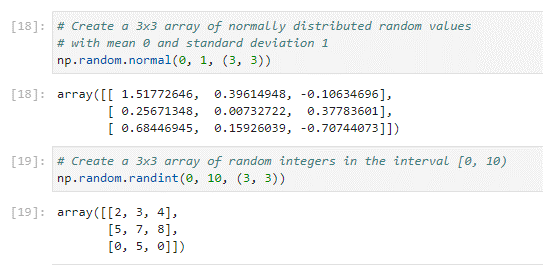 [18]: # Create a 3x3 array of normally distributed random values
# with mean 0 and standard deviation 1
np.random.normal(0, 1, (3, 3))
[18]: array([[ 1.51772646,  0.39614948, -0.10634696],
       [ 0.25671348,  0.00732722,  0.37783601],
       [ 0.68446945,  0.15926039, -0.70744073]])
[19]: # Create a 3x3 array of random integers in the interval [0, 10)
np.random.randint(0, 10, (3, 3))
[19]: array([[2, 3, 4],
       [5, 7, 8],
       [0, 5, 0]])